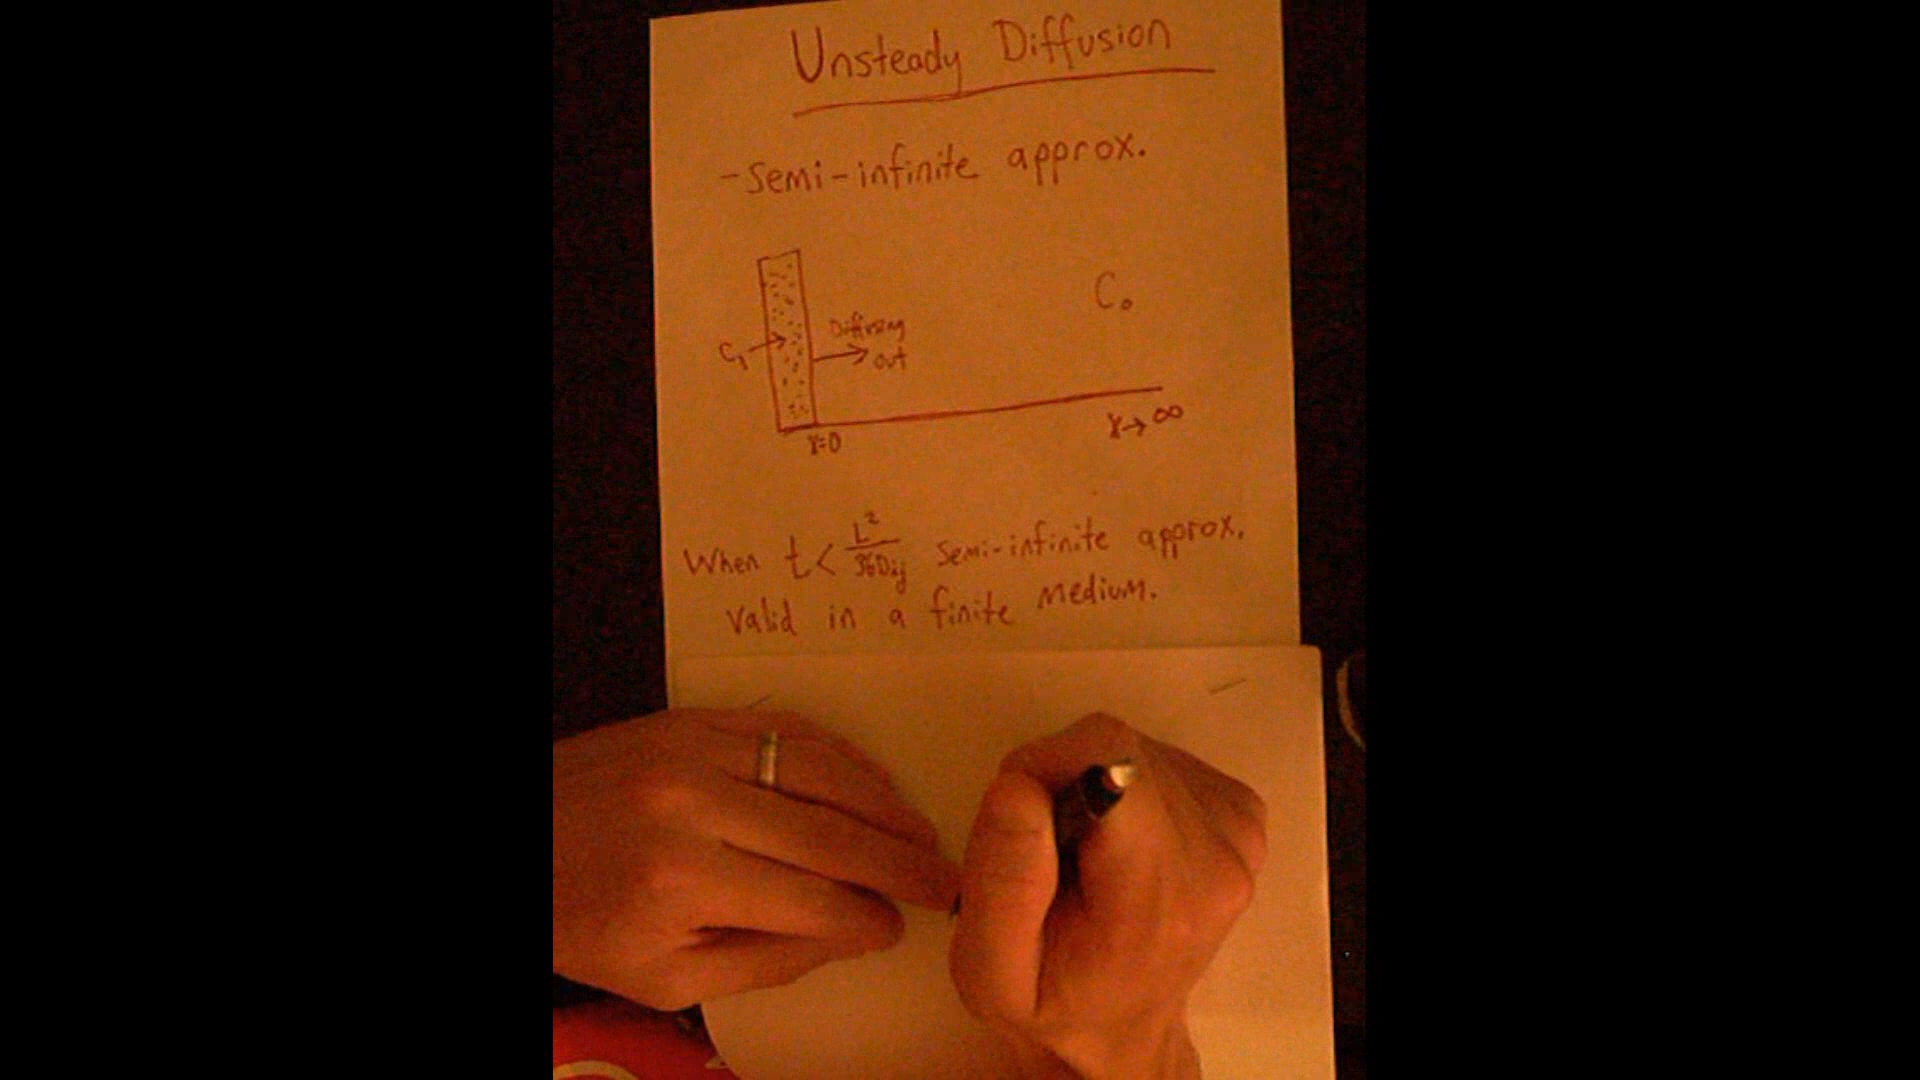 Unsteady Diffusion
-Semi-infinite approx.
C₀
Diffusing
C₁
out
x=0
x→∞
When t < L²/36Dij semi-infinite approx.
valid in a finite medium.